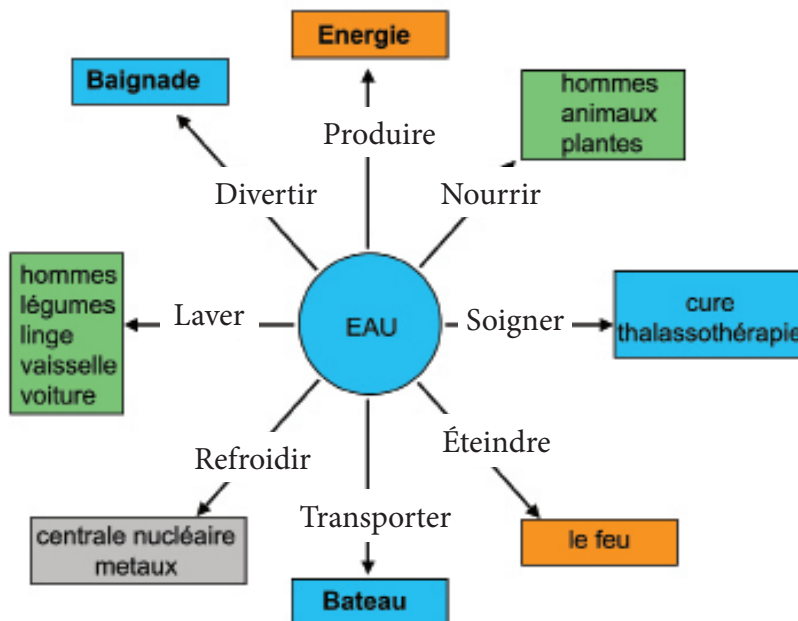 Energie
Baignade
hommes
animaux
plantes
Produire
Divertir
Nourrir
hommes
légumes
linge
vaisselle
voiture
Laver
EAU
Soigner
cure
thalassothérapie
Refroidir
Éteindre
Transporter
centrale nucléaire
metaux
le feu
Bateau